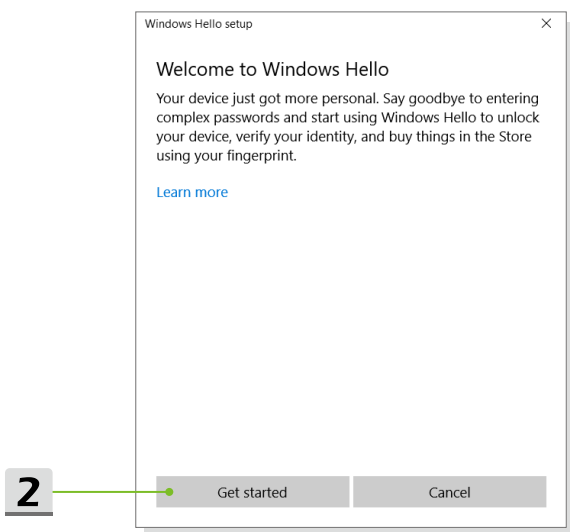 Windows Hello setup
Welcome to Windows Hello
Your device just got more personal. Say goodbye to entering
complex passwords and start using Windows Hello to unlock
your device, verify your identity, and buy things in the Store
using your fingerprint.
Learn more
2
Get started
Cancel